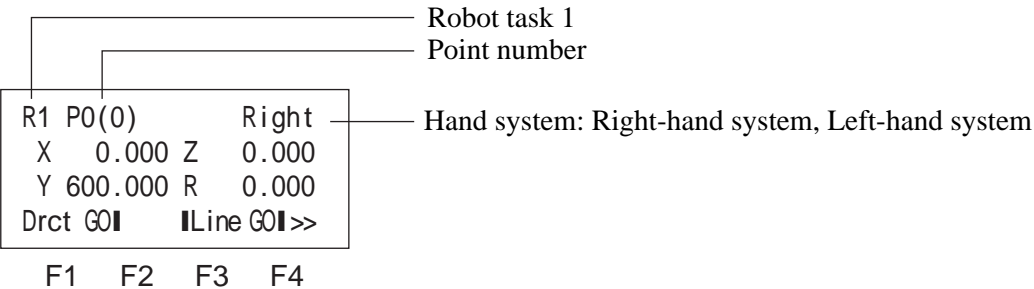 Robot task 1
Point number
R1 P0(0) Right
Hand system: Right-hand system, Left-hand system
X 0.000 Z 0.000
Y 600.000 R 0.000
Drct GO▮ ▮Line GO▮>>
F1 F2 F3 F4